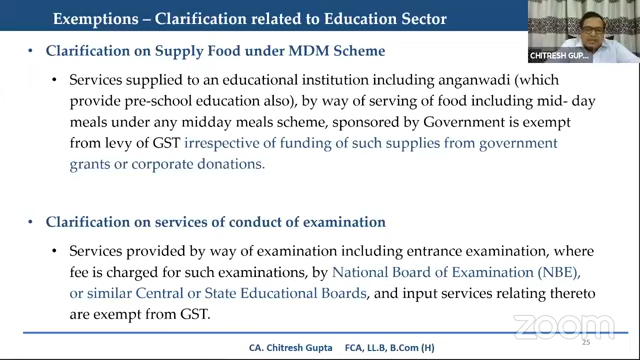 Exemptions – Clarification related to Education Sector
CHITRESH GUP...
• Clarification on Supply Food under MDM Scheme
• Services supplied to an educational institution including anganwadi (which
provide pre-school education also), by way of serving of food including mid- day
meals under any midday meals scheme, sponsored by Government is exempt
from levy of GST irrespective of funding of such supplies from government
grants or corporate donations.
• Clarification on services of conduct of examination
• Services provided by way of examination including entrance examination, where
fee is charged for such examinations, by National Board of Examination (NBE),
or similar Central or State Educational Boards, and input services relating thereto
are exempt from GST.
zoom
25
CA. Chitresh Gupta FCA, LL.B, B.Com (H)